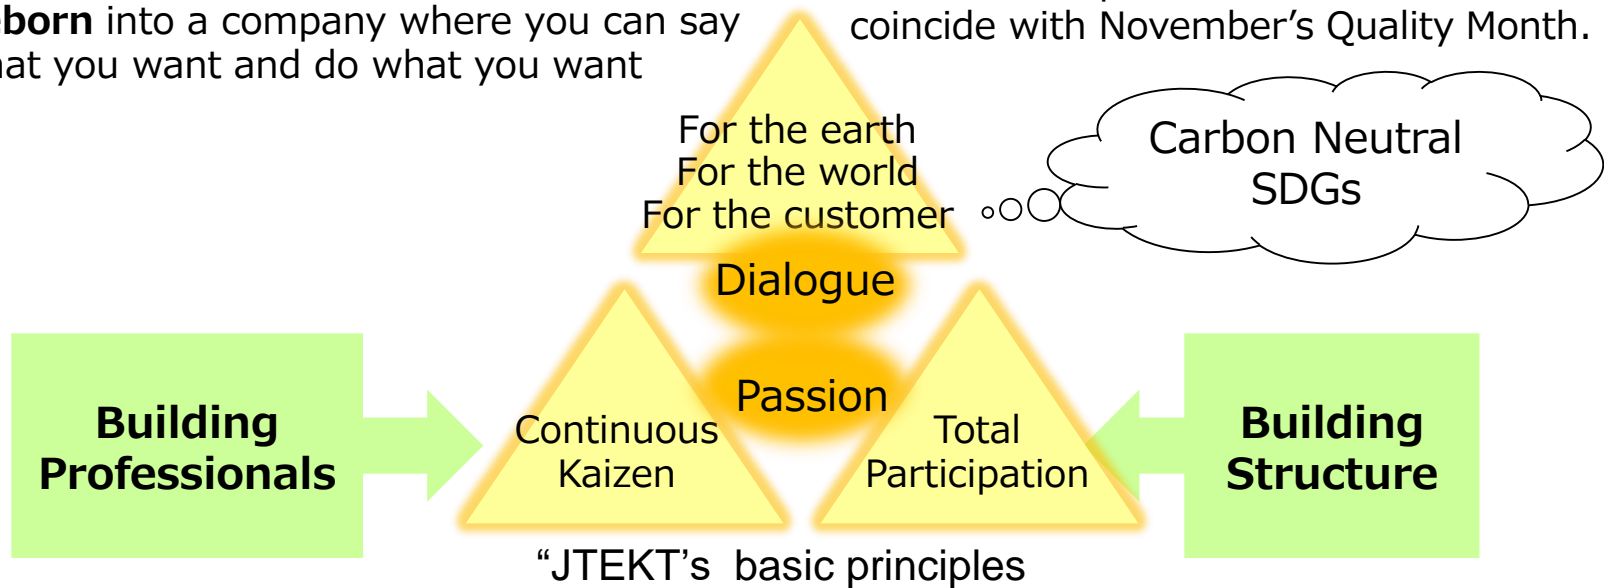 eborn into a company where you can say
you want and do what you want
coincide with November’s Quality Month.
For the earth
For the world
For the customer
Carbon Neutral
SDGs
Dialogue
Passion
Building
Professionals
Continuous
Kaizen
Total
Participation
Building
Structure
“JTEKT’s basic principles